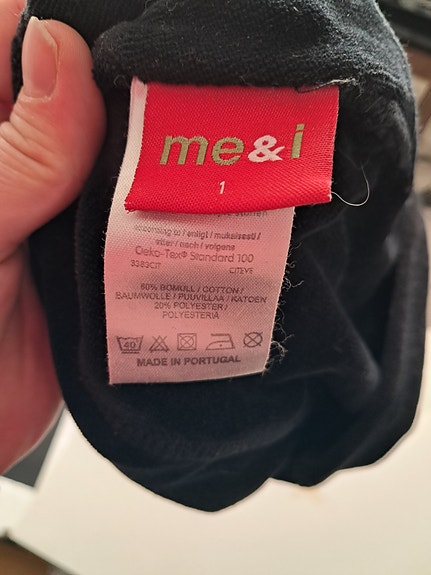 me&i
1
according to / enligt / mukaisesti /
etter / nach / volgens
Oeko-Tex® Standard 100
3383CIT CITEVE
80% BOMULL / COTTON /
BAUMWOLLE / PUUVILLAA / KATOEN
20% POLYESTER /
POLYESTERIA
40
MADE IN PORTUGAL